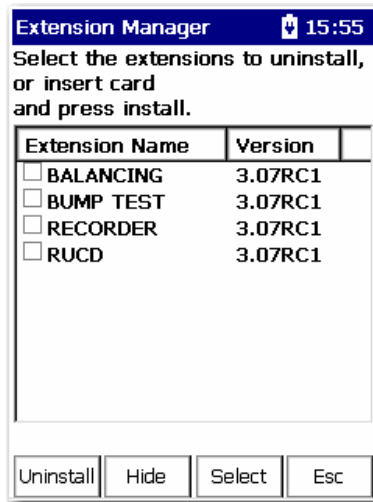 Extension Manager 15:55
Select the extensions to uninstall,
or insert card
and press install.
Extension Name Version
BALANCING 3.07RC1
BUMP TEST 3.07RC1
RECORDER 3.07RC1
RUCD 3.07RC1
Uninstall Hide Select Esc